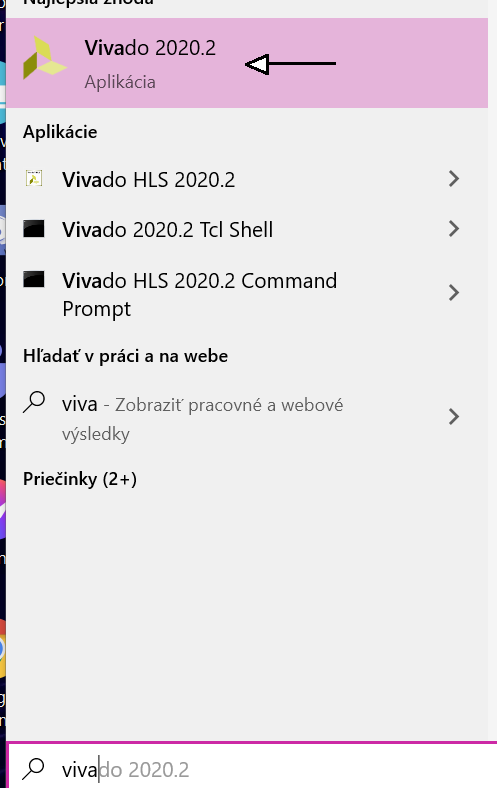 Najlepšia zhoda
Vivado 2020.2
Aplikácia
Aplikácie
Vivado HLS 2020.2
Vivado 2020.2 Tcl Shell
Vivado HLS 2020.2 Command
Prompt
Hľadať v práci a na webe
viva - Zobraziť pracovné a webové
výsledky
Priečinky (2+)
vivado 2020.2